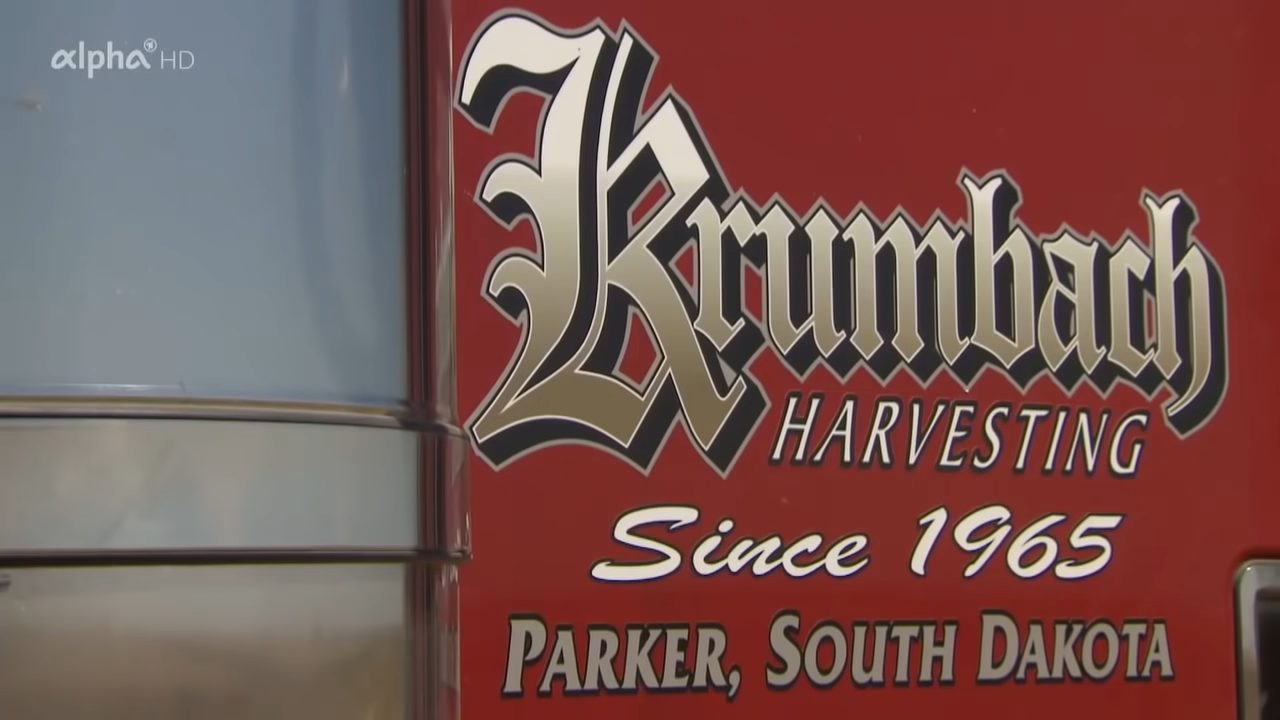 alpha HD
Krumbach
HARVESTING
Since 1965
PARKER, SOUTH DAKOTA